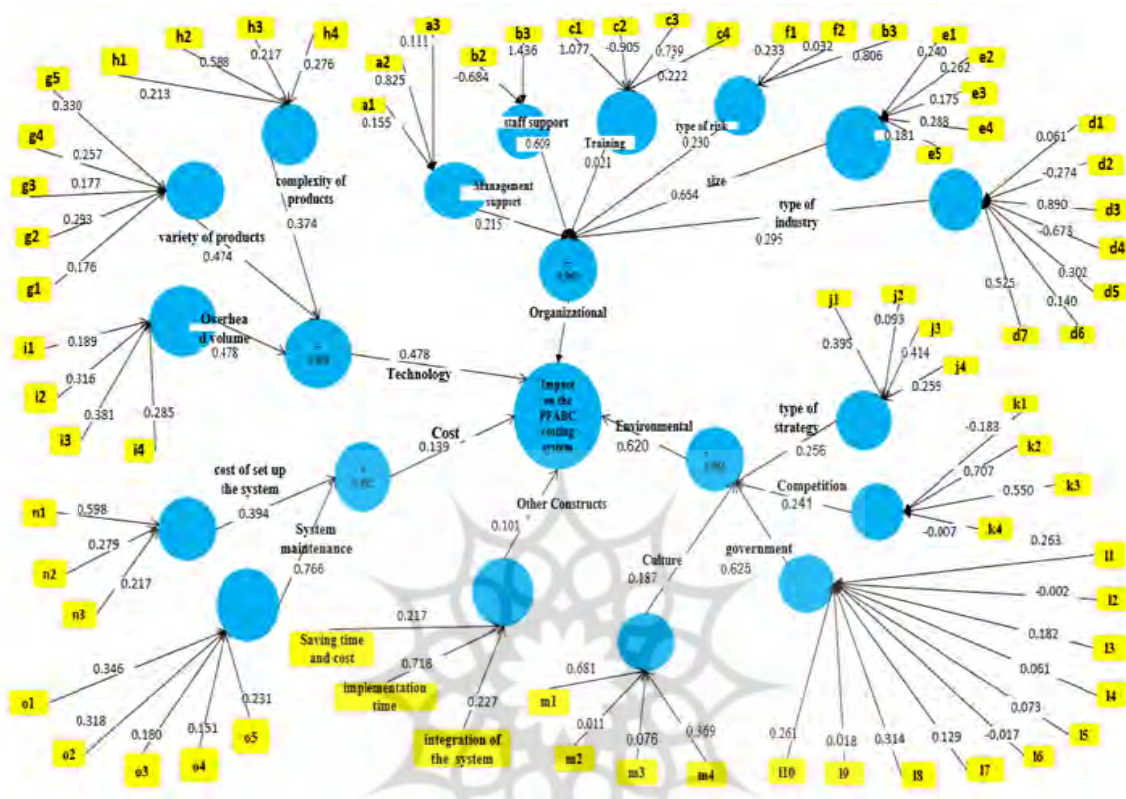 a3
h2
h3
h4
h1
0.588
0.217
0.276
0.213
g5
0.330
g4
0.257
g3
0.177
g2
0.293
g1
0.176
a2
0.111
0.825
a1
0.155
b2
b3
-0.684
1.436
c1
c2
c3
c4
1.077
-0.905
0.739
0.222
f1
f2
b3
0.233
0.032
0.806
e1
0.240
e2
0.262
e3
0.175
e4
0.288
0.181
e5
d1
0.061
d2
-0.274
d3
0.890
d4
-0.673
d5
0.302
d6
0.140
d7
0.525
staff support
0.609
Training
0.021
type of risk
0.230
size
0.654
type of
industry
0.295
Management
support
0.215
complexity of
products
0.374
variety of products
0.474
Overhea
d volume
0.478
i1
0.189
i2
0.316
i3
0.381
i4
0.285
Organizational
0.478
Technology
Impact
on the
PFABC
costing
system
Environmental
0.620
Cost
0.139
j1
j2
j3
j4
0.395
0.093
0.414
0.259
type of
strategy
0.256
k1
-0.183
k2
0.707
k3
0.550
k4
-0.007
Competition
0.241
cost of set up
the system
0.394
n1
0.598
n2
0.279
n3
0.217
System
maintenance
0.766
Other Constructs
0.101
Culture
0.187
government
0.625
l1
0.263
l2
-0.002
l3
0.182
l4
0.061
l5
0.073
l6
-0.017
l7
0.129
l8
0.314
l9
0.018
l10
0.261
0.217
Saving time
and cost
0.718
implementation
time
0.227
integration of
the system
0.681
m1
0.011
m2
0.076
m3
0.369
m4
o1
0.346
o2
0.318
o3
0.180
o4
0.151
o5
0.231